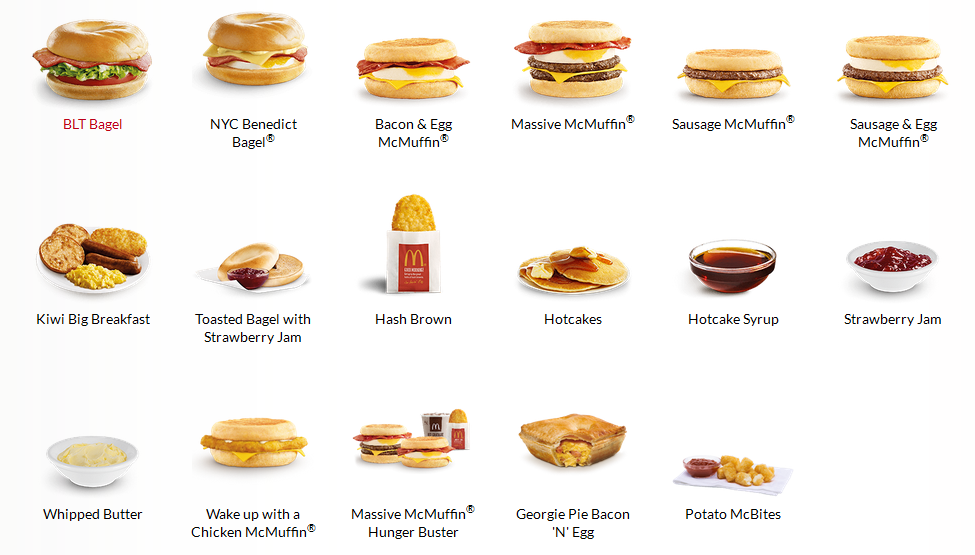 BLT Bagel
NYC Benedict
Bagel®
Bacon & Egg
McMuffin®
Massive McMuffin®
Sausage McMuffin®
Sausage & Egg
McMuffin®
Kiwi Big Breakfast
Toasted Bagel with
Strawberry Jam
Hash Brown
Hotcakes
Hotcake Syrup
Strawberry Jam
Whipped Butter
Wake up with a
Chicken McMuffin®
Massive McMuffin®
Hunger Buster
Georgie Pie Bacon
'N' Egg
Potato McBites